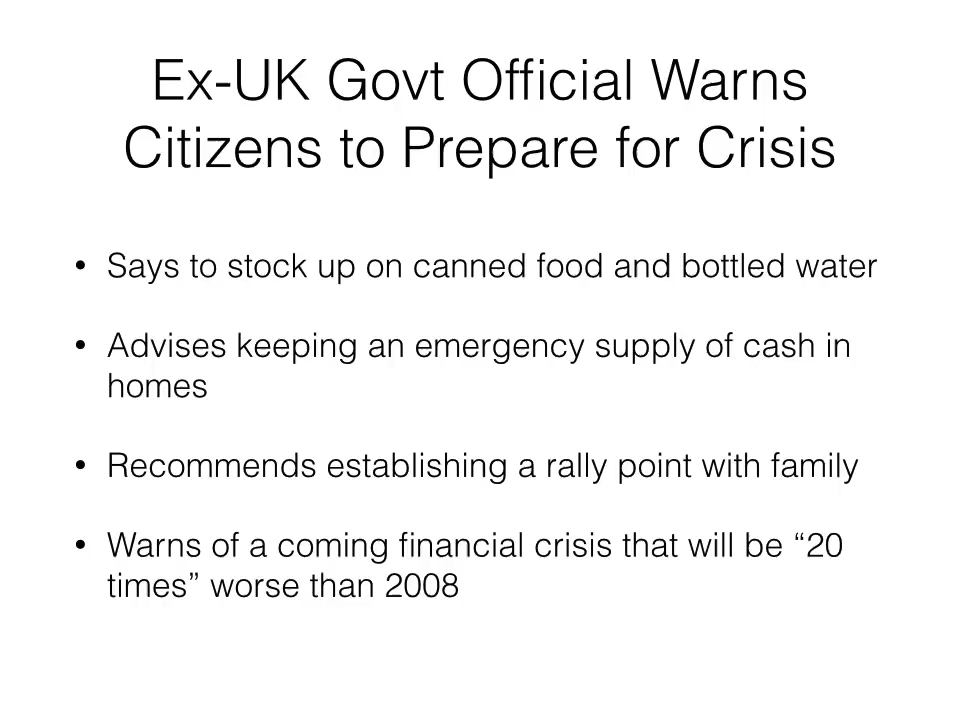 Ex-UK Govt Official Warns
Citizens to Prepare for Crisis
• Says to stock up on canned food and bottled water
• Advises keeping an emergency supply of cash in
homes
• Recommends establishing a rally point with family
• Warns of a coming financial crisis that will be “20
times” worse than 2008